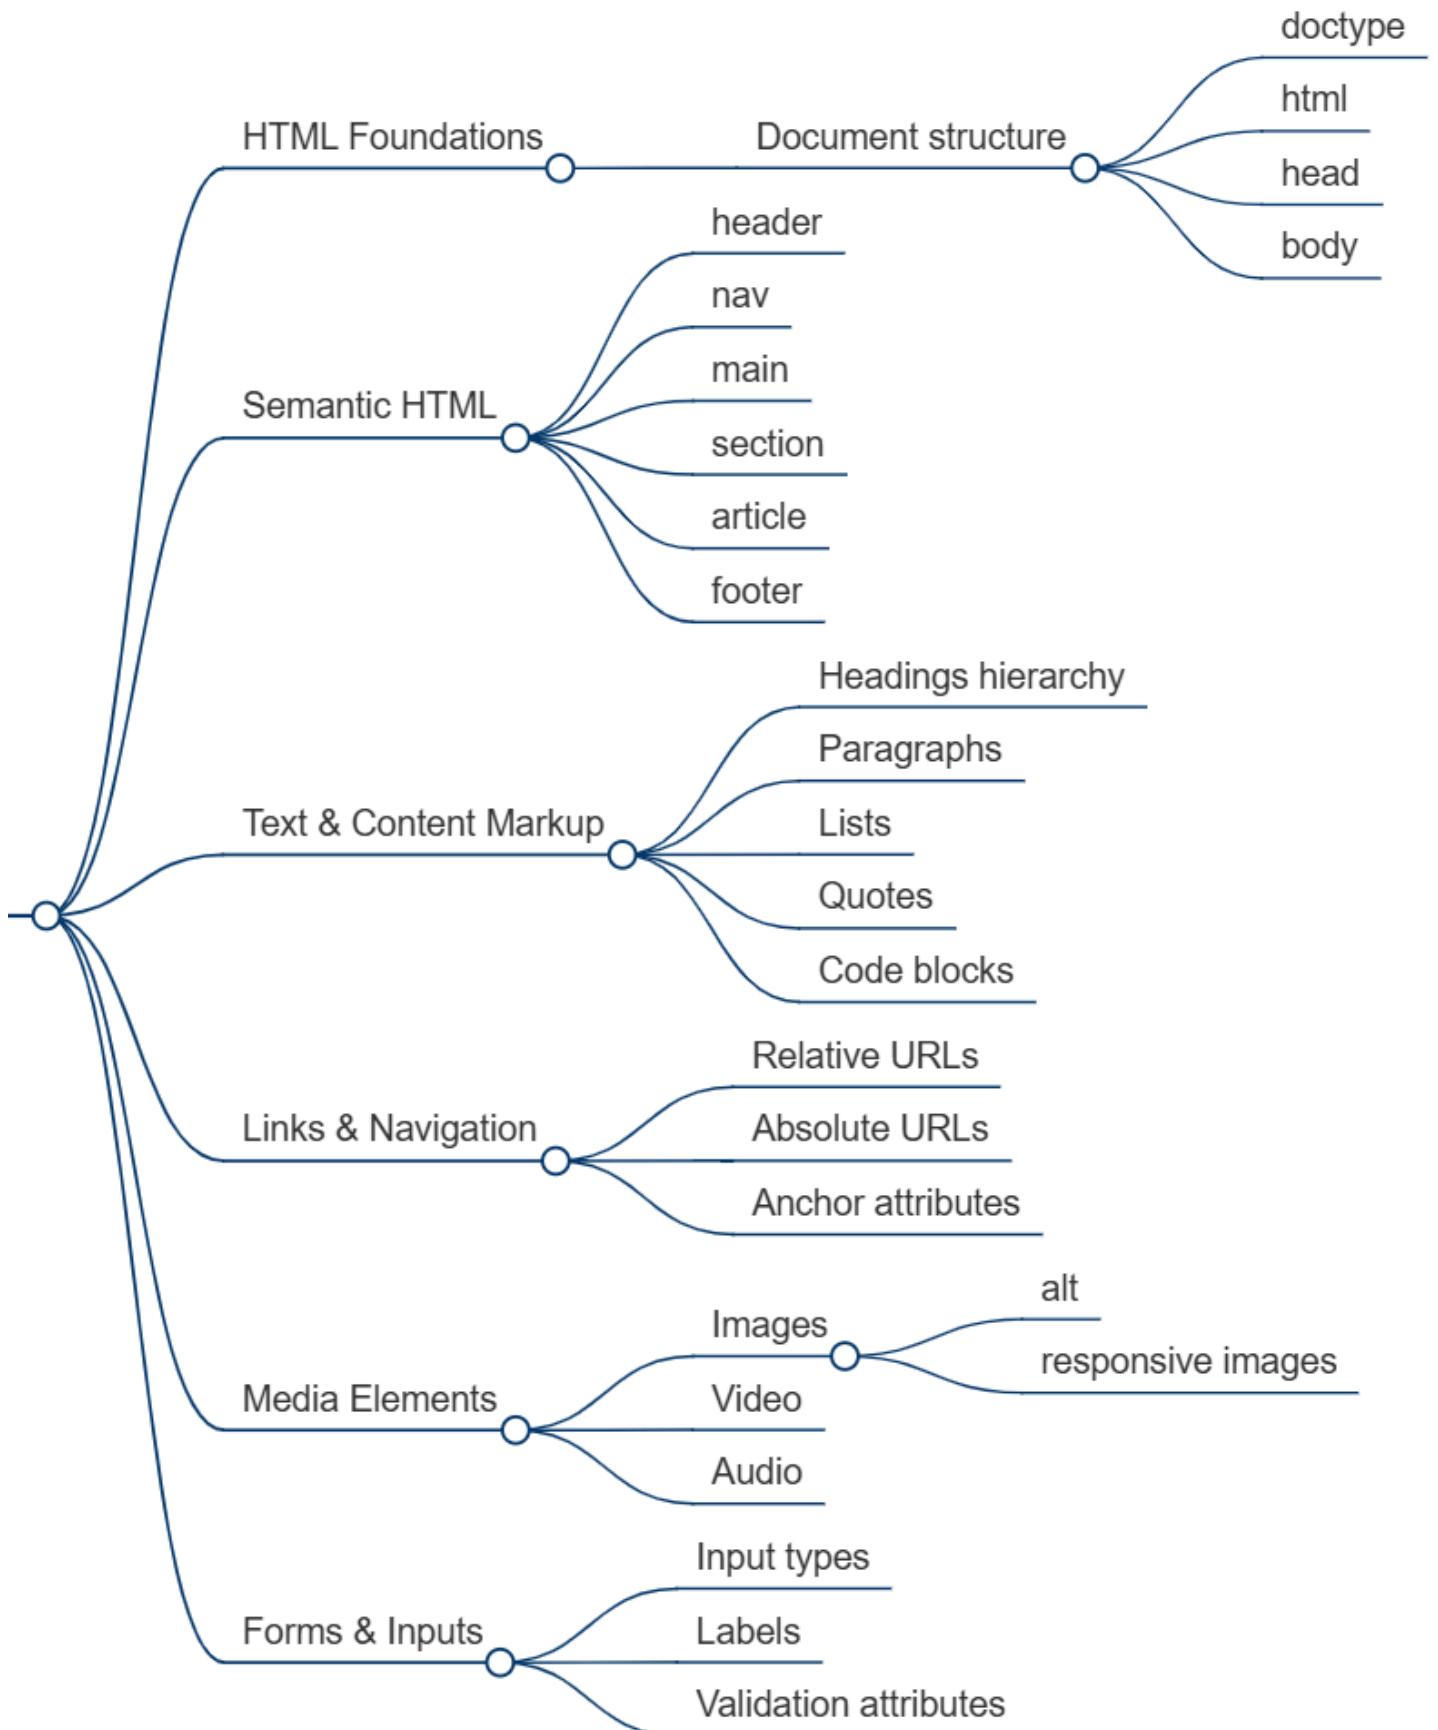 HTML Foundations
Document structure
doctype
html
head
body
Semantic HTML
header
nav
main
section
article
footer
Text & Content Markup
Headings hierarchy
Paragraphs
Lists
Quotes
Code blocks
Links & Navigation
Relative URLs
Absolute URLs
Anchor attributes
Media Elements
Images
alt
responsive images
Video
Audio
Forms & Inputs
Input types
Labels
Validation attributes